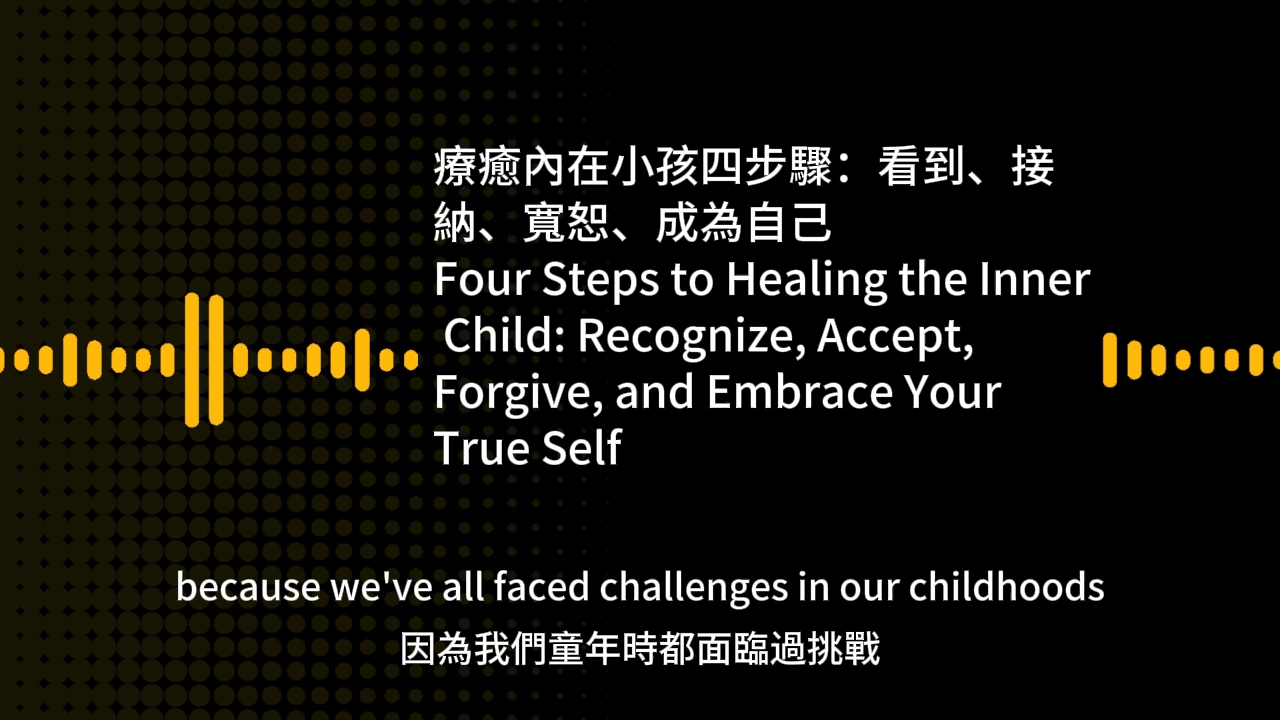 療癒內在小孩四步驟：看到、接
納、寬恕、成為自己
Four Steps to Healing the Inner
Child: Recognize, Accept,
Forgive, and Embrace Your
True Self
because we've all faced challenges in our childhoods
因為我們童年時都面臨過挑戰